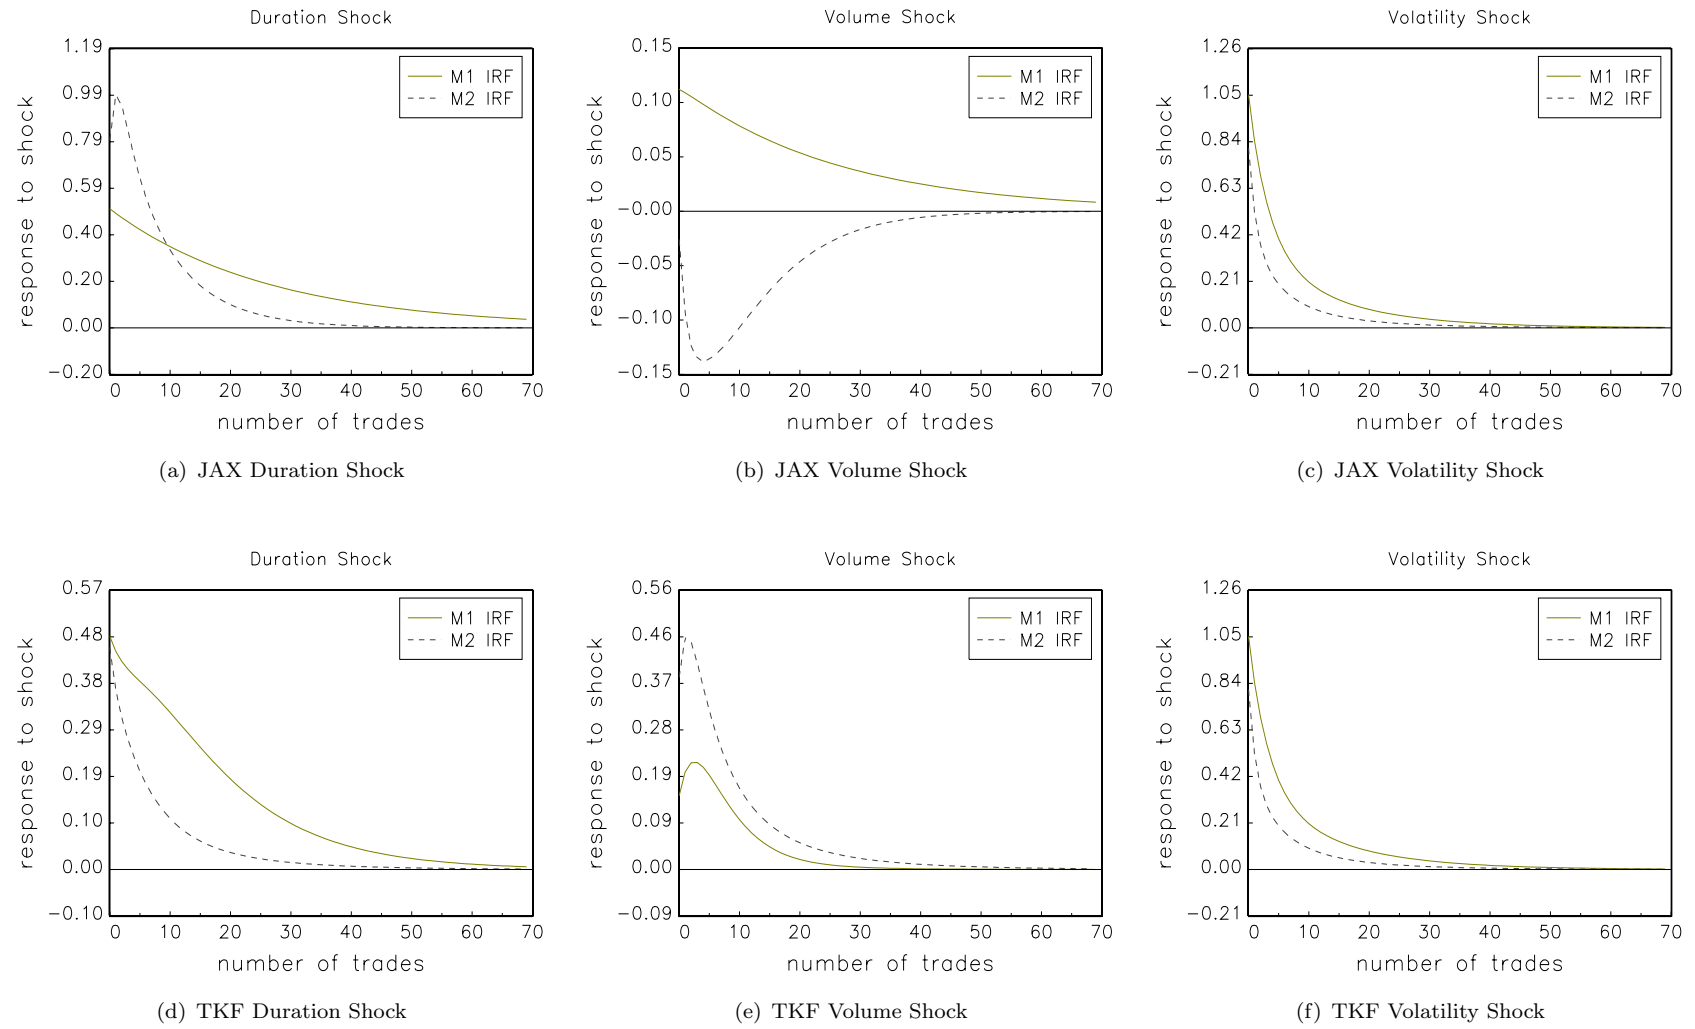 Duration Shock
1.19
0.99
0.79
0.59
0.40
0.20
0.00
−0.20
response to shock
M1 IRF
M2 IRF
0 10 20 30 40 50 60 70
number of trades
(a) JAX Duration Shock
Volume Shock
0.15
0.10
0.05
−0.00
−0.05
−0.10
−0.15
response to shock
M1 IRF
M2 IRF
0 10 20 30 40 50 60 70
number of trades
(b) JAX Volume Shock
Volatility Shock
1.26
1.05
0.84
0.63
0.42
0.21
0.00
−0.21
response to shock
M1 IRF
M2 IRF
0 10 20 30 40 50 60 70
number of trades
(c) JAX Volatility Shock
Duration Shock
0.57
0.48
0.38
0.29
0.19
0.10
0.00
−0.10
response to shock
M1 IRF
M2 IRF
0 10 20 30 40 50 60 70
number of trades
(d) TKF Duration Shock
Volume Shock
0.56
0.46
0.37
0.28
0.19
0.09
0.00
−0.09
response to shock
M1 IRF
M2 IRF
0 10 20 30 40 50 60 70
number of trades
(e) TKF Volume Shock
Volatility Shock
1.26
1.05
0.84
0.63
0.42
0.21
0.00
−0.21
response to shock
M1 IRF
M2 IRF
0 10 20 30 40 50 60 70
number of trades
(f) TKF Volatility Shock